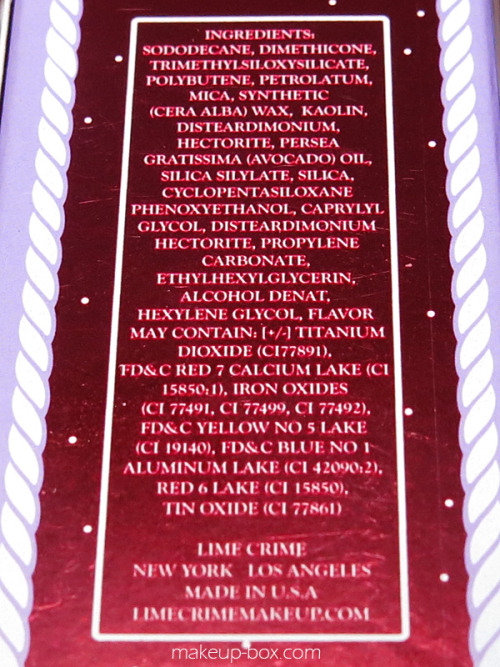 INGREDIENTS:
SODODECANE, DIMETHICONE,
TRIMETHYLSILOXYSILICATE,
POLYBUTENE, PETROLATUM,
MICA, SYNTHETIC
(CERA ALBA) WAX, KAOLIN,
DISTEARDIMONIUM,
HECTORITE, PERSEA
GRATISSIMA (AVOCADO) OIL,
SILICA SILYLATE, SILICA,
CYCLOPENTASILOXANE
PHENOXYETHANOL, CAPRYLYL
GLYCOL, DISTEARDIMONIUM
HECTORITE, PROPYLENE
CARBONATE,
ETHYLHEXYLGLYCERIN,
ALCOHOL DENAT,
HEXYLENE GLYCOL, FLAVOR
MAY CONTAIN: [+/-] TITANIUM
DIOXIDE (CI77891),
FD&C RED 7 CALCIUM LAKE (CI
15850:1), IRON OXIDES
(CI 77491, CI 77499, CI 77492),
FD&C YELLOW NO 5 LAKE
(CI 19140), FD&C BLUE NO 1
ALUMINUM LAKE (CI 42090:2),
RED 6 LAKE (CI 15850),
TIN OXIDE (CI 77861)
LIME CRIME
NEW YORK LOS ANGELES
MADE IN U.S.A
LIMECRIMEMAKEUP.COM
makeup-box.com